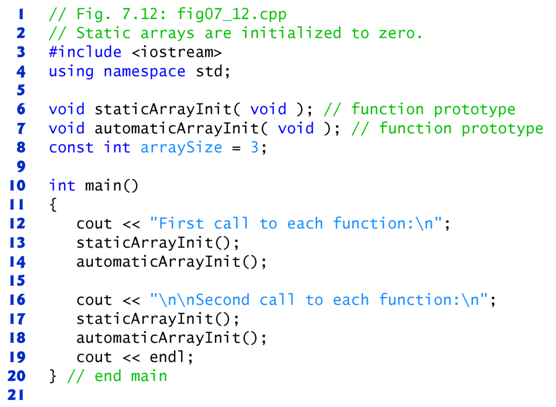 1 // Fig. 7.12: fig07_12.cpp
2 // Static arrays are initialized to zero.
3 #include <iostream>
4 using namespace std;
5
6 void staticArrayInit( void ); // function prototype
7 void automaticArrayInit( void ); // function prototype
8 const int arraySize = 3;
9
10 int main()
11 {
12    cout << "First call to each function:\n";
13    staticArrayInit();
14    automaticArrayInit();
15
16    cout << "\n\nSecond call to each function:\n";
17    staticArrayInit();
18    automaticArrayInit();
19    cout << endl;
20 } // end main
21